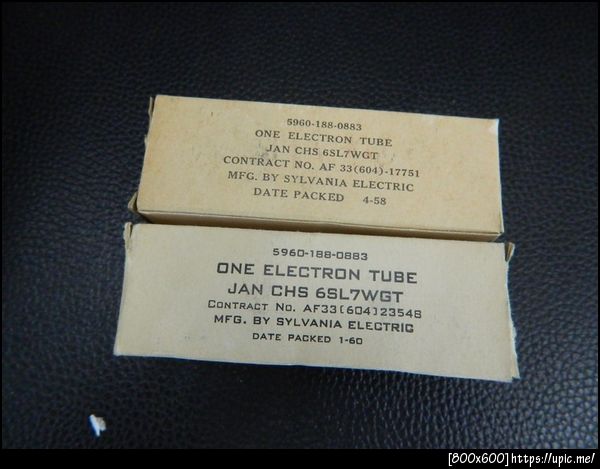 5960-188-0883
ONE ELECTRON TUBE
JAN CHS 6SL7WGT
CONTRACT NO. AF 33(604)-17751
MFG. BY SYLVANIA ELECTRIC
DATE PACKED 4-58
5960-188-0883
ONE ELECTRON TUBE
JAN CHS 6SL7WGT
CONTRACT NO. AF33(604)23548
MFG. BY SYLVANIA ELECTRIC
DATE PACKED 1-60
[800x600]https://upic.me/